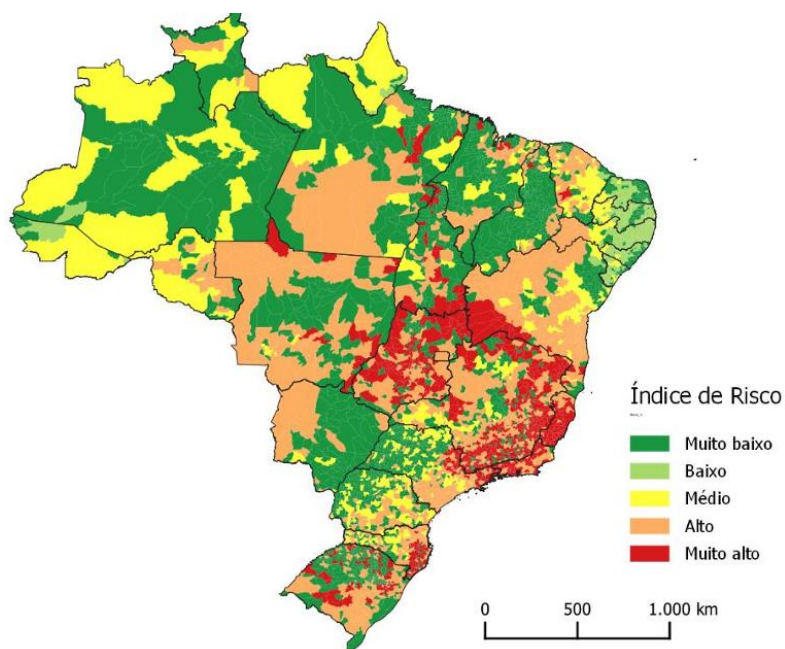 Índice de Risco
Muito baixo
Baixo
Médio
Alto
Muito alto
0 500 1.000 km